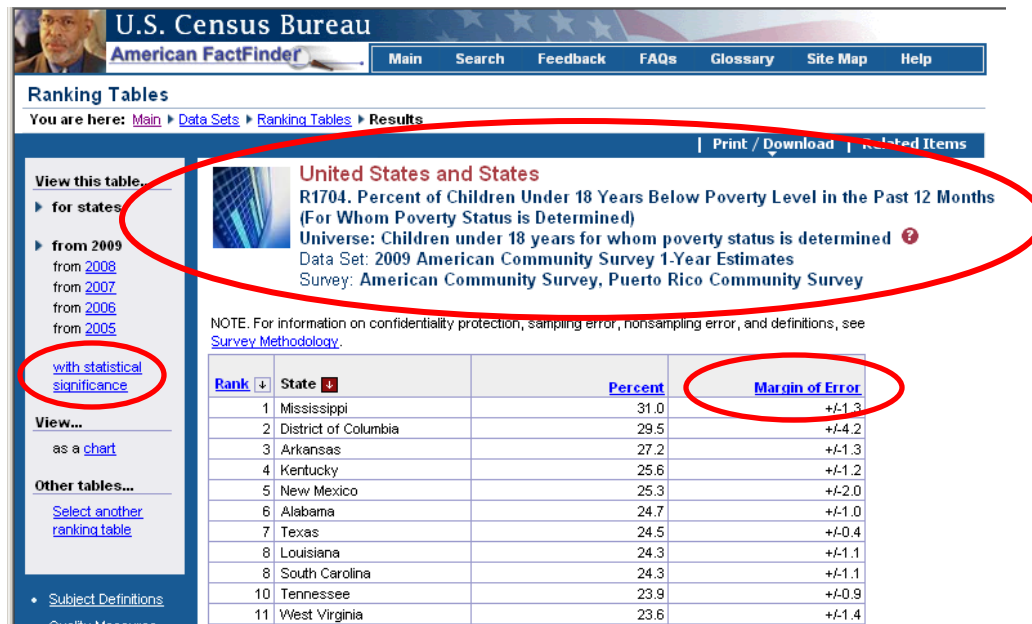 U.S. Census Bureau
American FactFinder
Main Search Feedback FAQs Glossary Site Map Help
Ranking Tables
You are here: Main ▸ Data Sets ▸ Ranking Tables ▸ Results
| Print / Download | Related Items
View this table...
▸ for states
▸ from 2009
from 2008
from 2007
from 2006
from 2005
with statistical
significance
View...
as a chart
Other tables...
Select another
ranking table
• Subject Definitions
United States and States
R1704. Percent of Children Under 18 Years Below Poverty Level in the Past 12 Months
(For Whom Poverty Status is Determined)
Universe: Children under 18 years for whom poverty status is determined ?
Data Set: 2009 American Community Survey 1-Year Estimates
Survey: American Community Survey, Puerto Rico Community Survey
NOTE. For information on confidentiality protection, sampling error, nonsampling error, and definitions, see
Survey Methodology.
Rank State Percent Margin of Error
1 Mississippi 31.0 +/-1.3
2 District of Columbia 29.5 +/-4.2
3 Arkansas 27.2 +/-1.3
4 Kentucky 25.6 +/-1.2
5 New Mexico 25.3 +/-2.0
6 Alabama 24.7 +/-1.0
7 Texas 24.5 +/-0.4
8 Louisiana 24.3 +/-1.1
8 South Carolina 24.3 +/-1.1
10 Tennessee 23.9 +/-0.9
11 West Virginia 23.6 +/-1.4